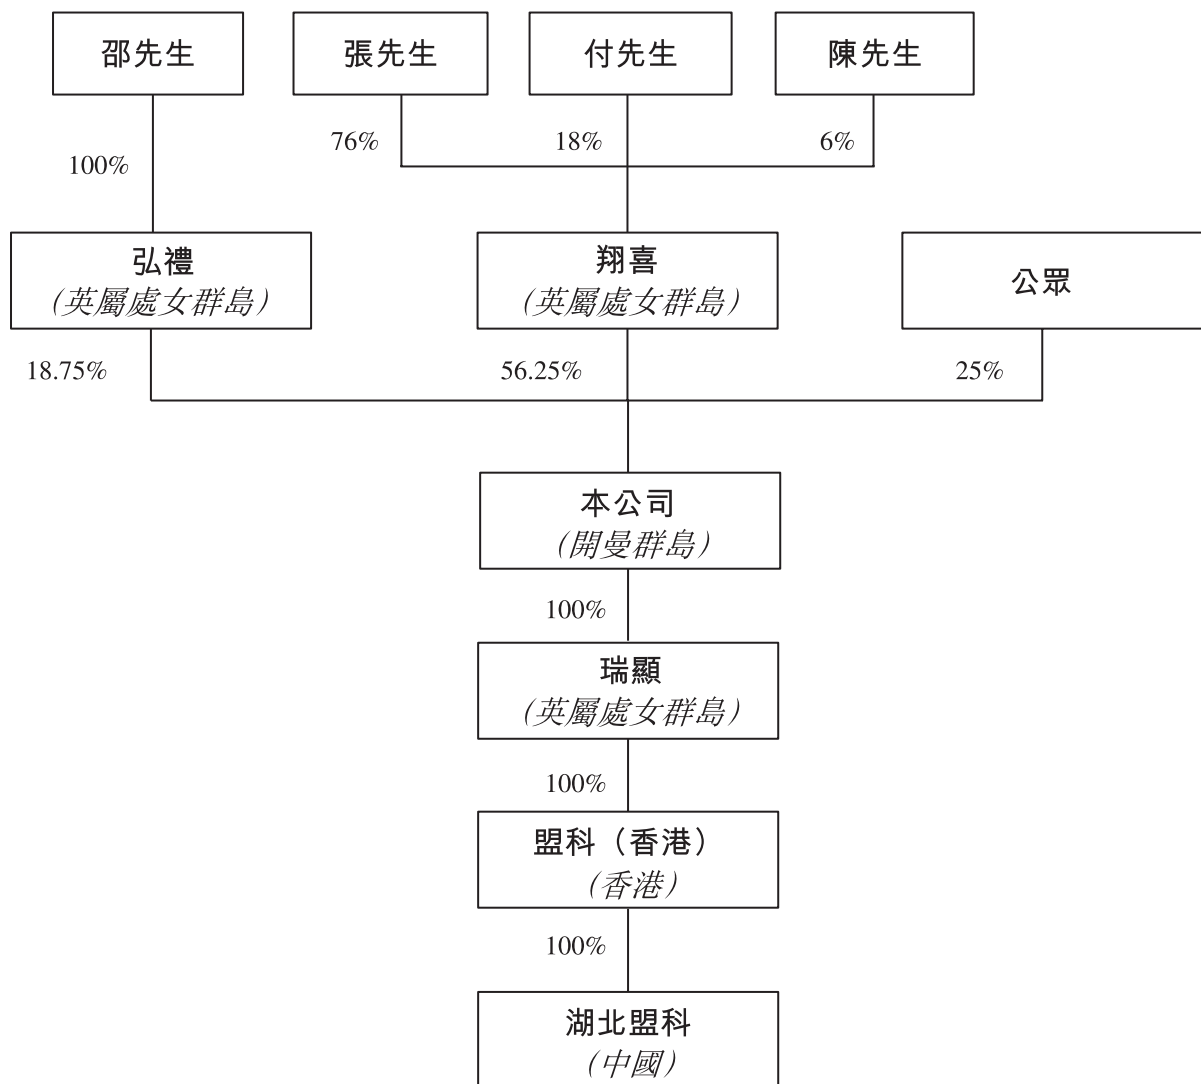 邵先生
張先生
付先生
陳先生
76%
18%
6%
100%
弘禮
(英屬處女群島)
翔喜
(英屬處女群島)
公眾
18.75%
56.25%
25%
本公司
(開曼群島)
100%
瑞顯
(英屬處女群島)
100%
盟科（香港）
(香港)
100%
湖北盟科
(中國)